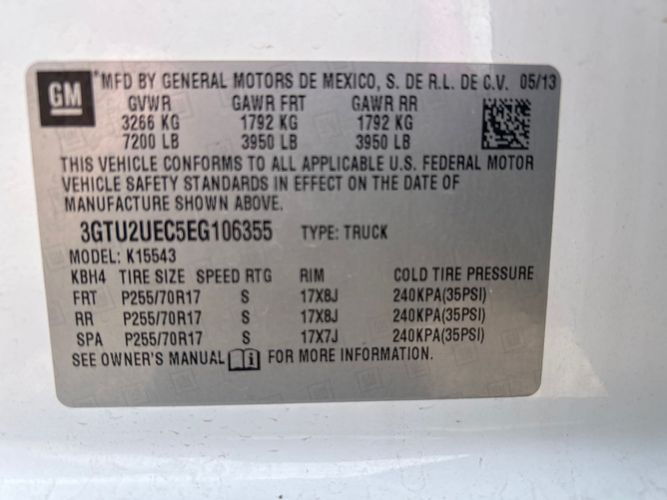 GM
*MFD BY GENERAL MOTORS DE MEXICO, S. DE R.L. DE C.V. 05/13
GVWR GAWR FRT GAWR RR
3266 KG 1792 KG 1792 KG
7200 LB 3950 LB 3950 LB
THIS VEHICLE CONFORMS TO ALL APPLICABLE U.S. FEDERAL MOTOR
VEHICLE SAFETY STANDARDS IN EFFECT ON THE DATE OF
MANUFACTURE SHOWN ABOVE.
3GTU2UEC5EG106355 TYPE: TRUCK
MODEL: K15543
KBH4 TIRE SIZE SPEED RTG RIM COLD TIRE PRESSURE
FRT P255/70R17 S 17X8J 240KPA(35PSI)
RR P255/70R17 S 17X8J 240KPA(35PSI)
SPA P255/70R17 S 17X7J 240KPA(35PSI)
SEE OWNER'S MANUAL i FOR MORE INFORMATION.